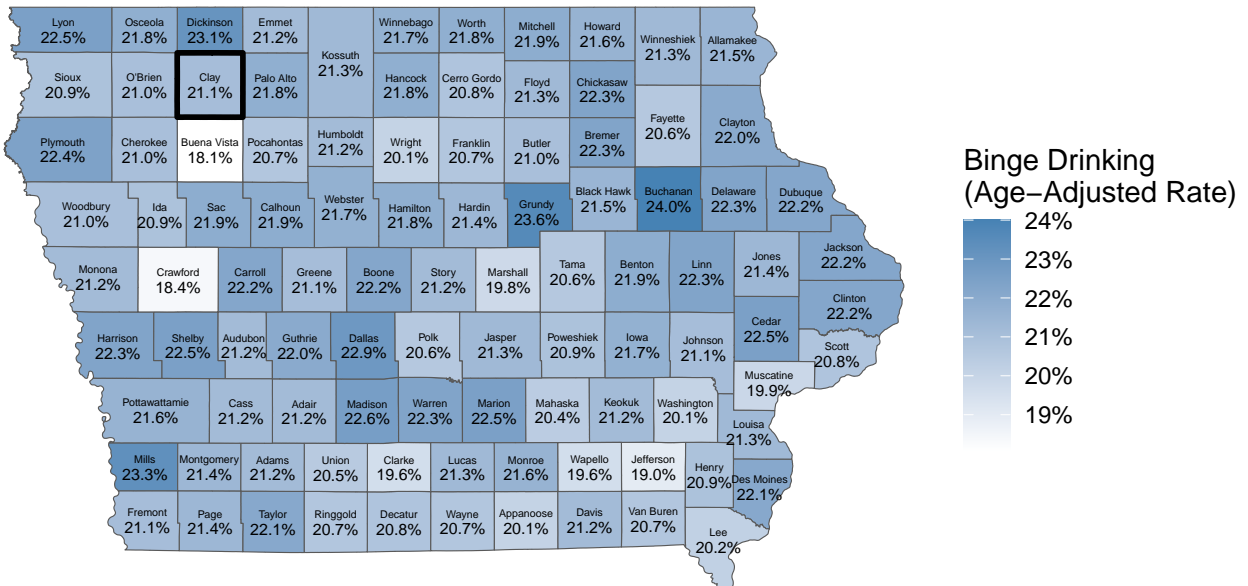 Lyon
22.5%
Osceola
21.8%
Dickinson
23.1%
Emmet
21.2%
Kossuth
21.3%
Winnebago
21.7%
Worth
21.8%
Mitchell
21.9%
Howard
21.6%
Winneshiek
21.3%
Allamakee
21.5%
Sioux
20.9%
O'Brien
21.0%
Clay
21.1%
Palo Alto
21.8%
Hancock
21.8%
Cerro Gordo
20.8%
Floyd
21.3%
Chickasaw
22.3%
Fayette
20.6%
Clayton
22.0%
Plymouth
22.4%
Cherokee
21.0%
Buena Vista
18.1%
Pocahontas
20.7%
Humboldt
21.2%
Wright
20.1%
Franklin
20.7%
Butler
21.0%
Bremer
22.3%
Woodbury
21.0%
Ida
20.9%
Sac
21.9%
Calhoun
21.9%
Webster
21.7%
Hamilton
21.8%
Hardin
21.4%
Grundy
23.6%
Black Hawk
21.5%
Buchanan
24.0%
Delaware
22.3%
Dubuque
22.2%
Monona
21.2%
Crawford
18.4%
Carroll
22.2%
Greene
21.1%
Boone
22.2%
Story
21.2%
Marshall
19.8%
Tama
20.6%
Benton
21.9%
Linn
22.3%
Jones
21.4%
Jackson
22.2%
Clinton
22.2%
Harrison
22.3%
Shelby
22.5%
Audubon
21.2%
Guthrie
22.0%
Dallas
22.9%
Polk
20.6%
Jasper
21.3%
Poweshiek
20.9%
Iowa
21.7%
Johnson
21.1%
Cedar
22.5%
Scott
20.8%
Muscatine
19.9%
Pottawattamie
21.6%
Cass
21.2%
Adair
21.2%
Madison
22.6%
Warren
22.3%
Marion
22.5%
Mahaska
20.4%
Keokuk
21.2%
Washington
20.1%
Louisa
21.3%
Mills
23.3%
Montgomery
21.4%
Adams
21.2%
Union
20.5%
Clarke
19.6%
Lucas
21.3%
Monroe
21.6%
Wapello
19.6%
Jefferson
19.0%
Henry
20.9%
Des Moines
22.1%
Fremont
21.1%
Page
21.4%
Taylor
22.1%
Ringgold
20.7%
Decatur
20.8%
Wayne
20.7%
Appanoose
20.1%
Davis
21.2%
Van Buren
20.7%
Lee
20.2%
Binge Drinking
(Age−Adjusted Rate)
24%
23%
22%
21%
20%
19%